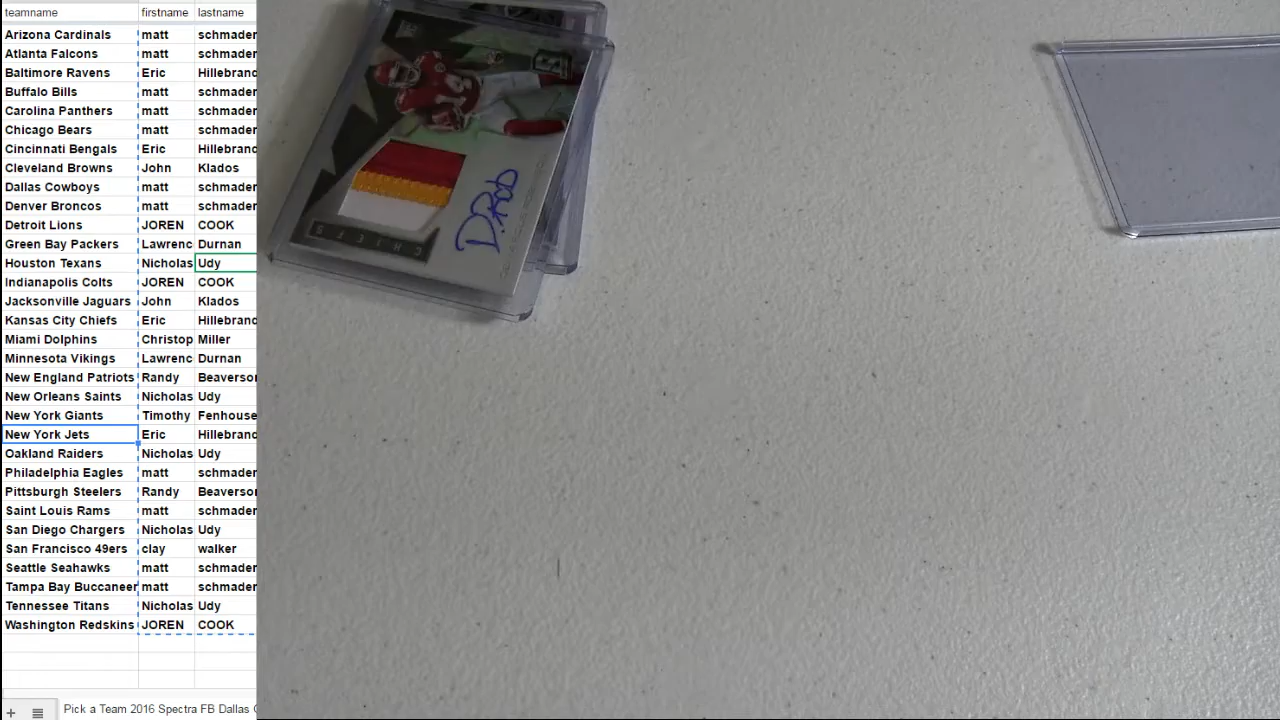 teamname firstname lastname
Arizona Cardinals matt schmader
Atlanta Falcons matt schmader
Baltimore Ravens Eric Hillebrand
Buffalo Bills matt schmader
Carolina Panthers matt schmader
Chicago Bears matt schmader
Cincinnati Bengals Eric Hillebrand
Cleveland Browns John Klados
Dallas Cowboys matt schmader
Denver Broncos matt schmader
Detroit Lions JOREN COOK
Green Bay Packers Lawrenc Durnan
Houston Texans Nicholas Udy
Indianapolis Colts JOREN COOK
Jacksonville Jaguars John Klados
Kansas City Chiefs Eric Hillebrand
Miami Dolphins Christop Miller
Minnesota Vikings Lawrenc Durnan
New England Patriots Randy Beaverson
New Orleans Saints Nicholas Udy
New York Giants Timothy Fenhouse
New York Jets Eric Hillebrand
Oakland Raiders Nicholas Udy
Philadelphia Eagles matt schmader
Pittsburgh Steelers Randy Beaverson
Saint Louis Rams matt schmader
San Diego Chargers Nicholas Udy
San Francisco 49ers clay walker
Seattle Seahawks matt schmader
Tampa Bay Buccaneer matt schmader
Tennessee Titans Nicholas Udy
Washington Redskins JOREN COOK
Pick a Team 2016 Spectra FB Dallas
CHIEFS
D.Rob